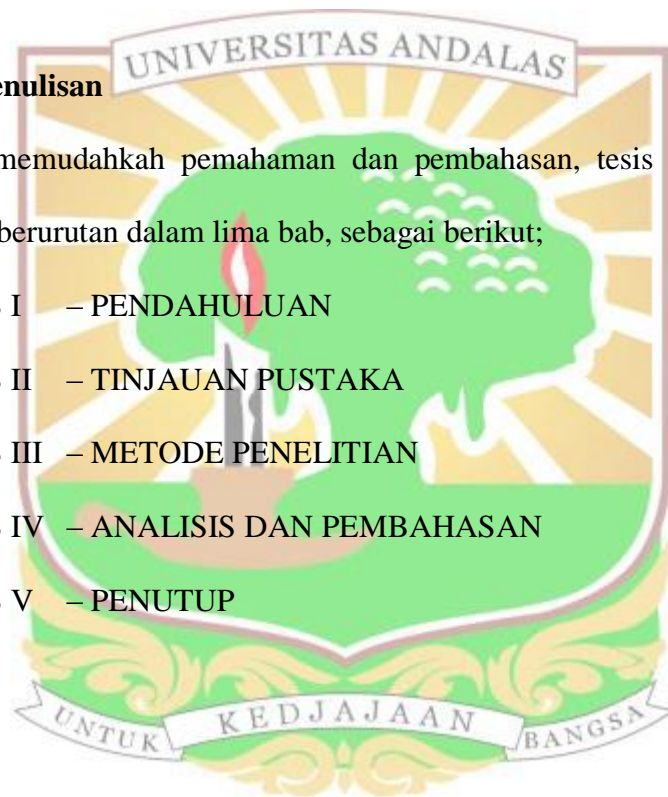 UNIVERSITAS ANDALAS
enulisan
memudahkah pemahaman dan pembahasan, tesis
berurutan dalam lima bab, sebagai berikut;
I – PENDAHULUAN
II – TINJAUAN PUSTAKA
III – METODE PENELITIAN
IV – ANALISIS DAN PEMBAHASAN
V – PENUTUP
UNTUK KEDJAJAAN BANGSA